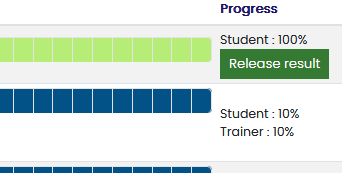 Progress
Student : 100%
Release result
Student : 10%
Trainer : 10%